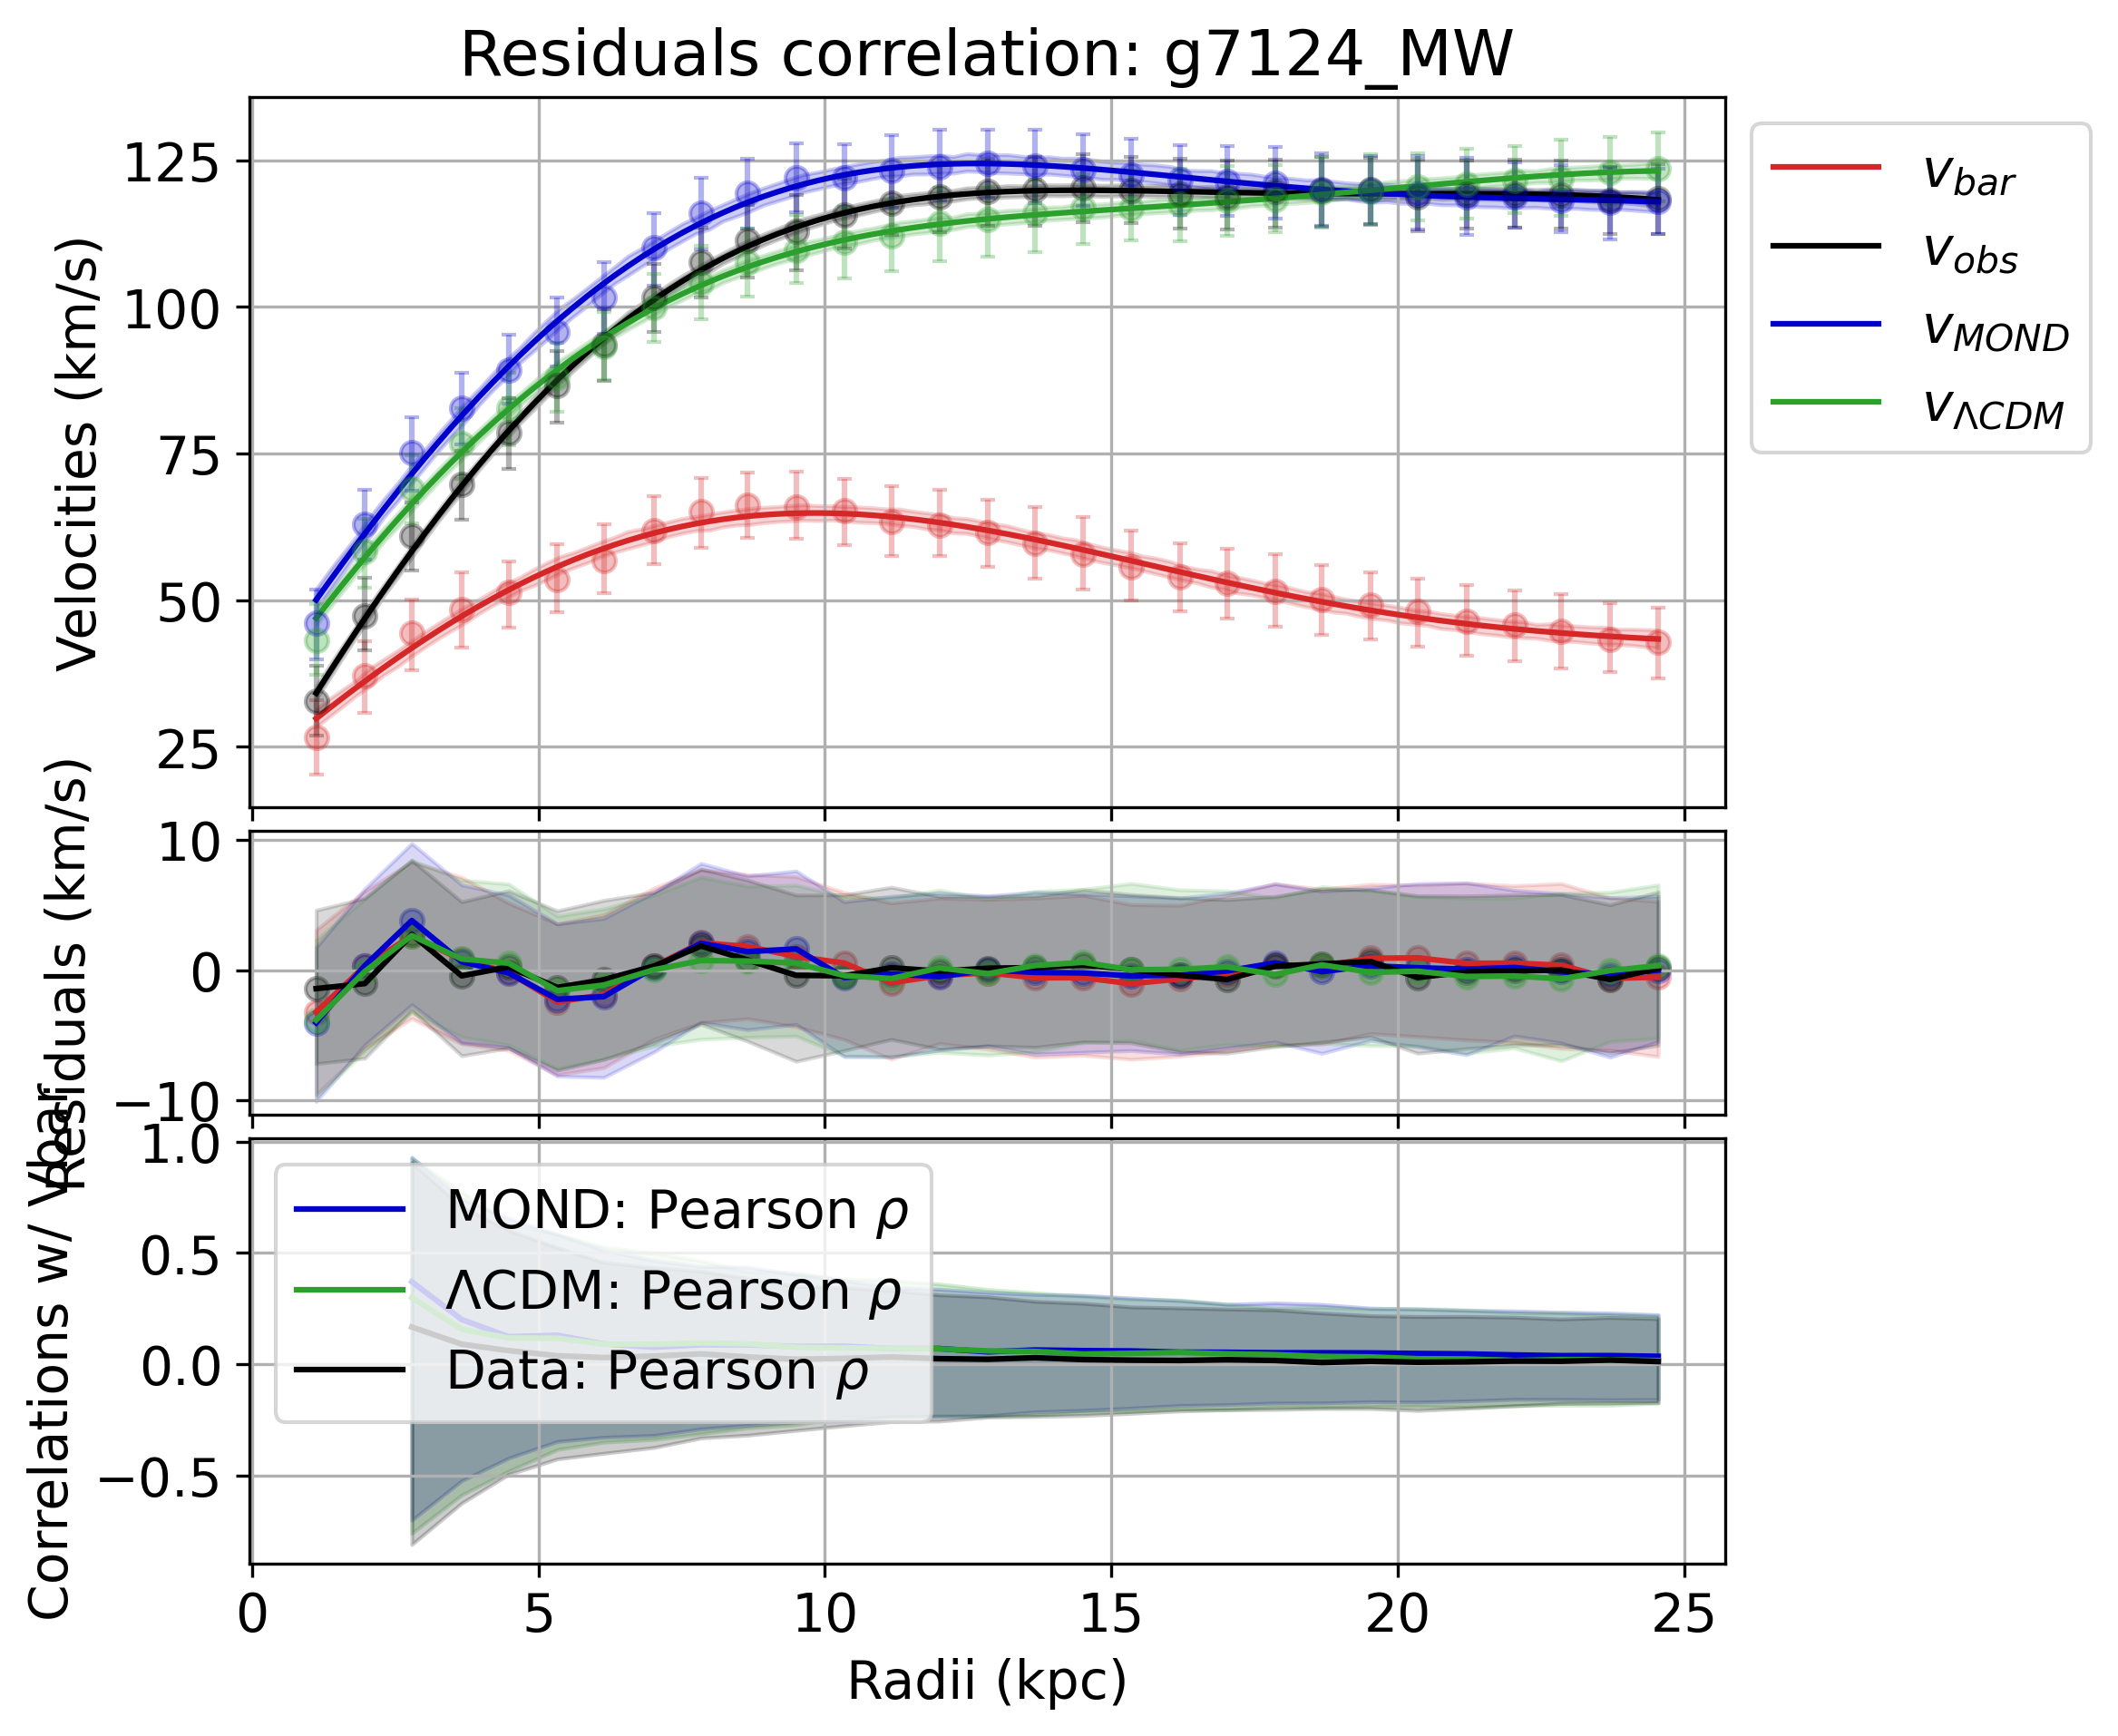 Residuals correlation: g7124_MW
Velocities (km/s)
125
100
75
50
25
v_bar
v_obs
v_MOND
v_ΛCDM
Residuals (km/s)
10
0
−10
Correlations w/ Vbar
1.0
0.5
0.0
−0.5
MOND: Pearson ρ
ΛCDM: Pearson ρ
Data: Pearson ρ
0 5 10 15 20 25
Radii (kpc)